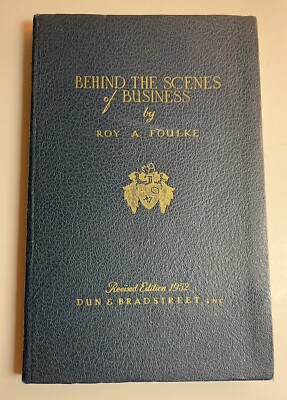 BEHIND THE SCENES
of BUSINESS
by
ROY A. FOULKE
Revised Edition 1952
DUN & BRADSTREET, INC.